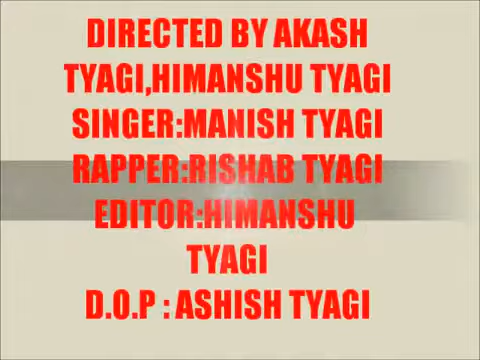 DIRECTED BY AKASH
TYAGI,HIMANSHU TYAGI
SINGER:MANISH TYAGI
RAPPER:RISHAB TYAGI
EDITOR:HIMANSHU
TYAGI
D.O.P : ASHISH TYAGI